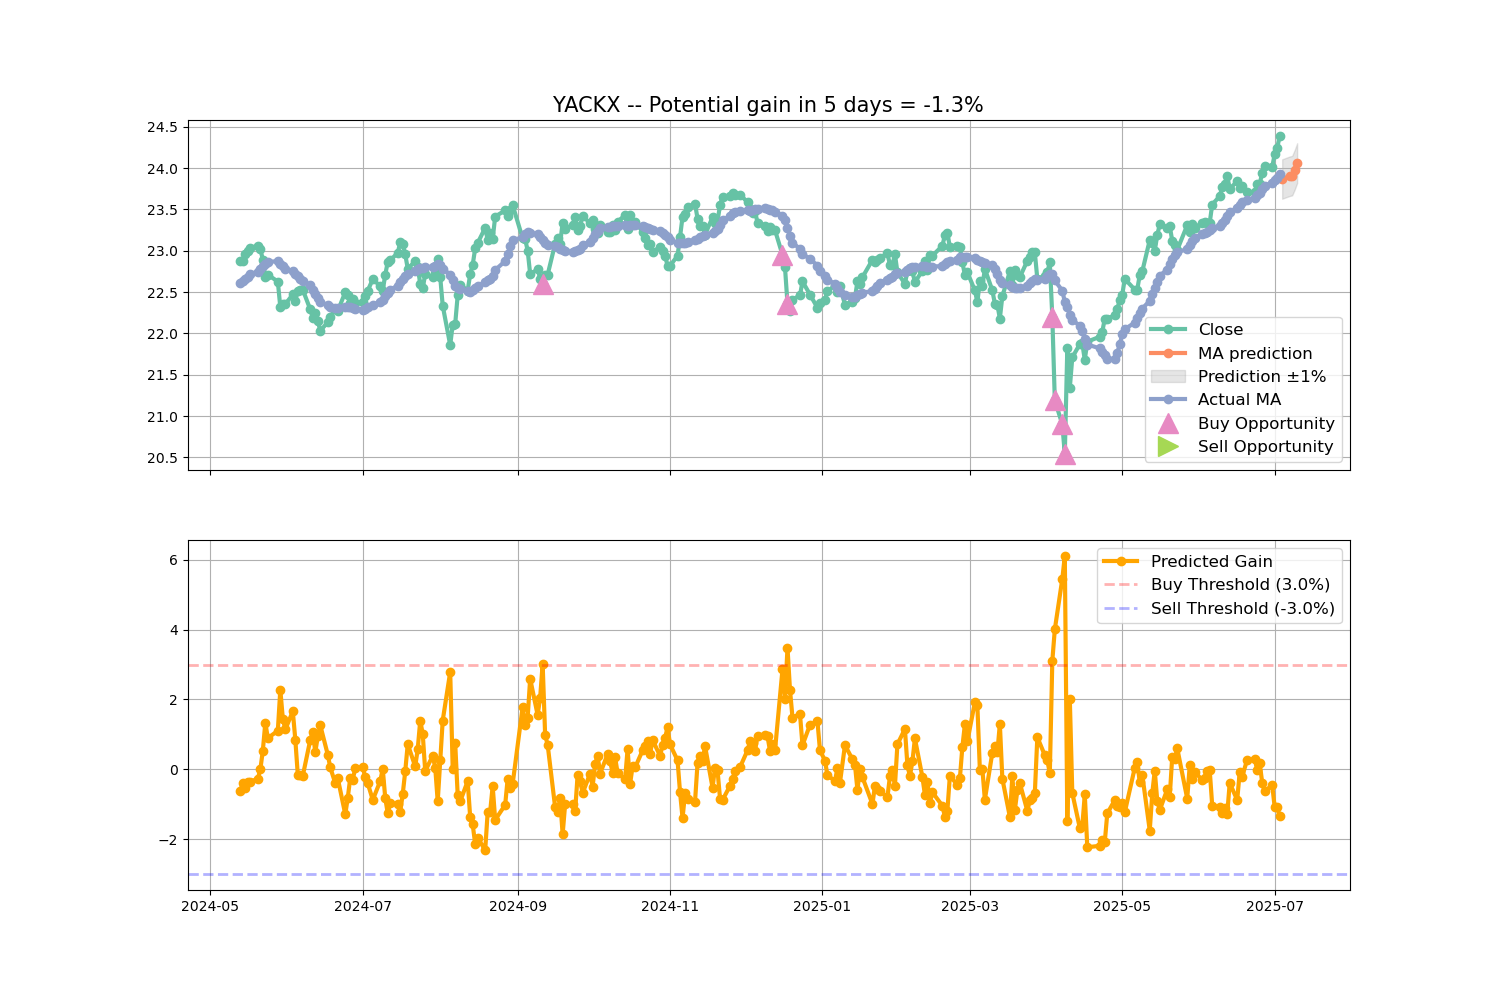 YACKX -- Potential gain in 5 days = -1.3%
24.5
24.0
23.5
23.0
22.5
22.0
21.5
21.0
20.5
Close
MA prediction
Prediction ±1%
Actual MA
Buy Opportunity
Sell Opportunity
6
4
2
0
−2
Predicted Gain
Buy Threshold (3.0%)
Sell Threshold (-3.0%)
2024-05 2024-07 2024-09 2024-11 2025-01 2025-03 2025-05 2025-07